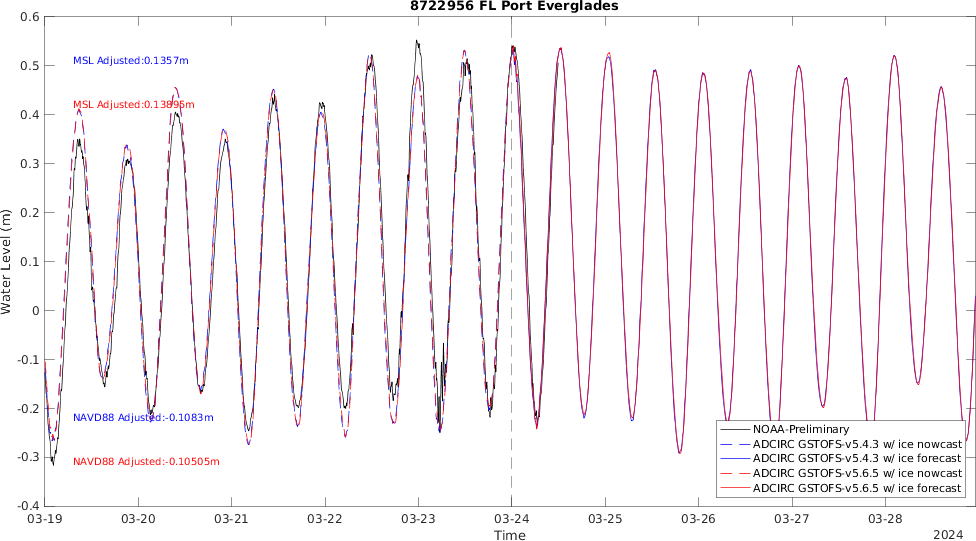 8722956 FL Port Everglades
0.6
0.5
0.4
0.3
0.2
0.1
0
-0.1
-0.2
-0.3
-0.4
Water Level (m)
MSL Adjusted:0.1357m
MSL Adjusted:0.13895m
NAVD88 Adjusted:-0.1083m
NAVD88 Adjusted:-0.10505m
NOAA-Preliminary
ADCIRC GSTOFS-v5.4.3 w/ ice nowcast
ADCIRC GSTOFS-v5.4.3 w/ ice forecast
ADCIRC GSTOFS-v5.6.5 w/ ice nowcast
ADCIRC GSTOFS-v5.6.5 w/ ice forecast
03-19 03-20 03-21 03-22 03-23 03-24 03-25 03-26 03-27 03-28
Time
2024